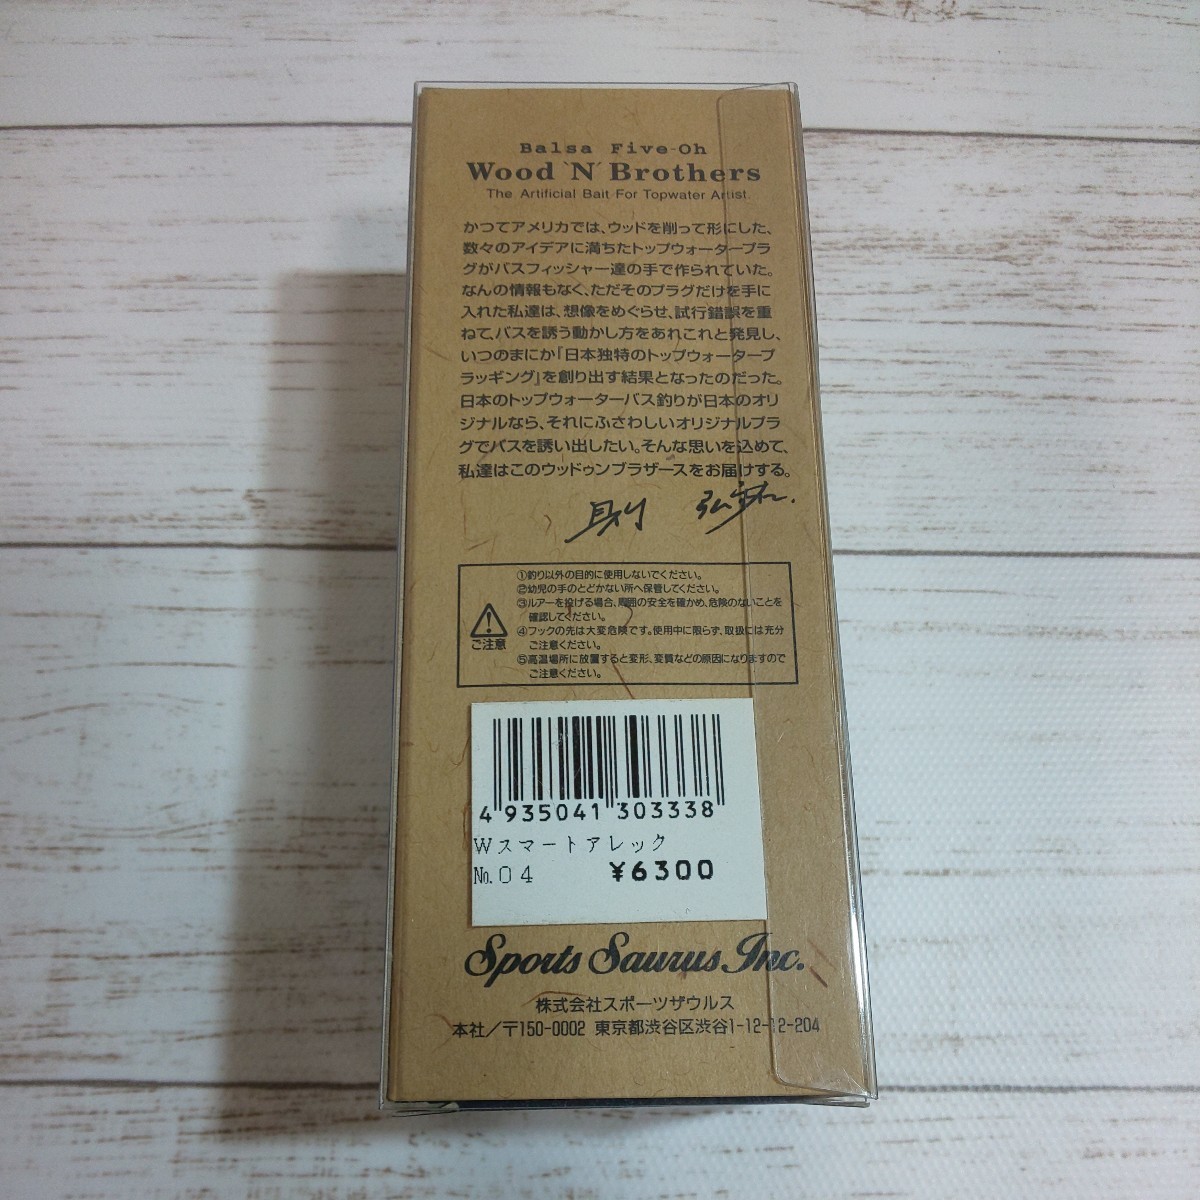 Balsa Five-Oh
Wood 'N' Brothers
The Artificial Bait For Topwater Artist.
かつてアメリカでは、ウッドを削って形にした、
数々のアイデアに満ちたトップウォータープラ
グがバスフィッシャー達の手で作られていた。
なんの情報もなく、ただそのプラグだけを手に
入れた私達は、想像をめぐらせ、試行錯誤を重
ねて、バスを誘う動かし方をあれこれと発見し、
いつのまにか「日本独特のトップウォータープ
ラッギング」を創り出す結果となったのだった。
日本のトップウォーターバス釣りが日本のオリ
ジナルなら、それにふさわしいオリジナルプラ
グでバスを誘い出したい。そんな思いを込めて、
私達はこのウッドゥンブラザースをお届けする。
ご注意
①釣り以外の目的に使用しないでください。
②幼児の手のとどかない所へ保管してください。
③ルアーを投げる場合、周囲の安全を確かめ、危険のないことを
確認してください。
④フックの先は大変危険です。使用中に限らず、取扱には充分
ご注意ください。
⑤高温場所に放置すると変形、変質などの原因になりますので
ご注意ください。
4 935041 303338
Wスマートアレック
No.04 ¥6300
Sports Saurus Inc.
株式会社スポーツザウルス
本社/〒150-0002 東京都渋谷区渋谷1-12-12-204